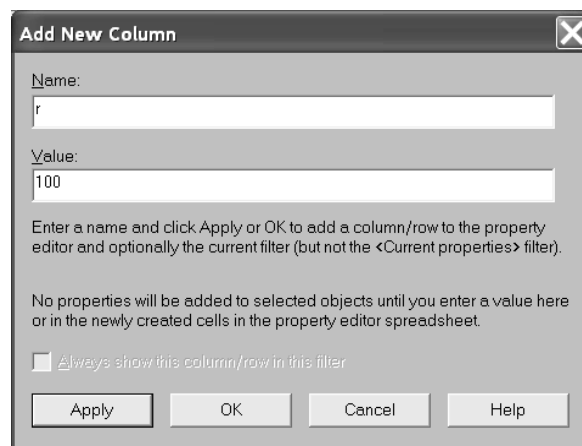 Add New Column
Name:
r
Value:
100
Enter a name and click Apply or OK to add a column/row to the property
editor and optionally the current filter (but not the <Current properties> filter).
No properties will be added to selected objects until you enter a value here
or in the newly created cells in the property editor spreadsheet.
Always show this column/row in this filter
Apply OK Cancel Help